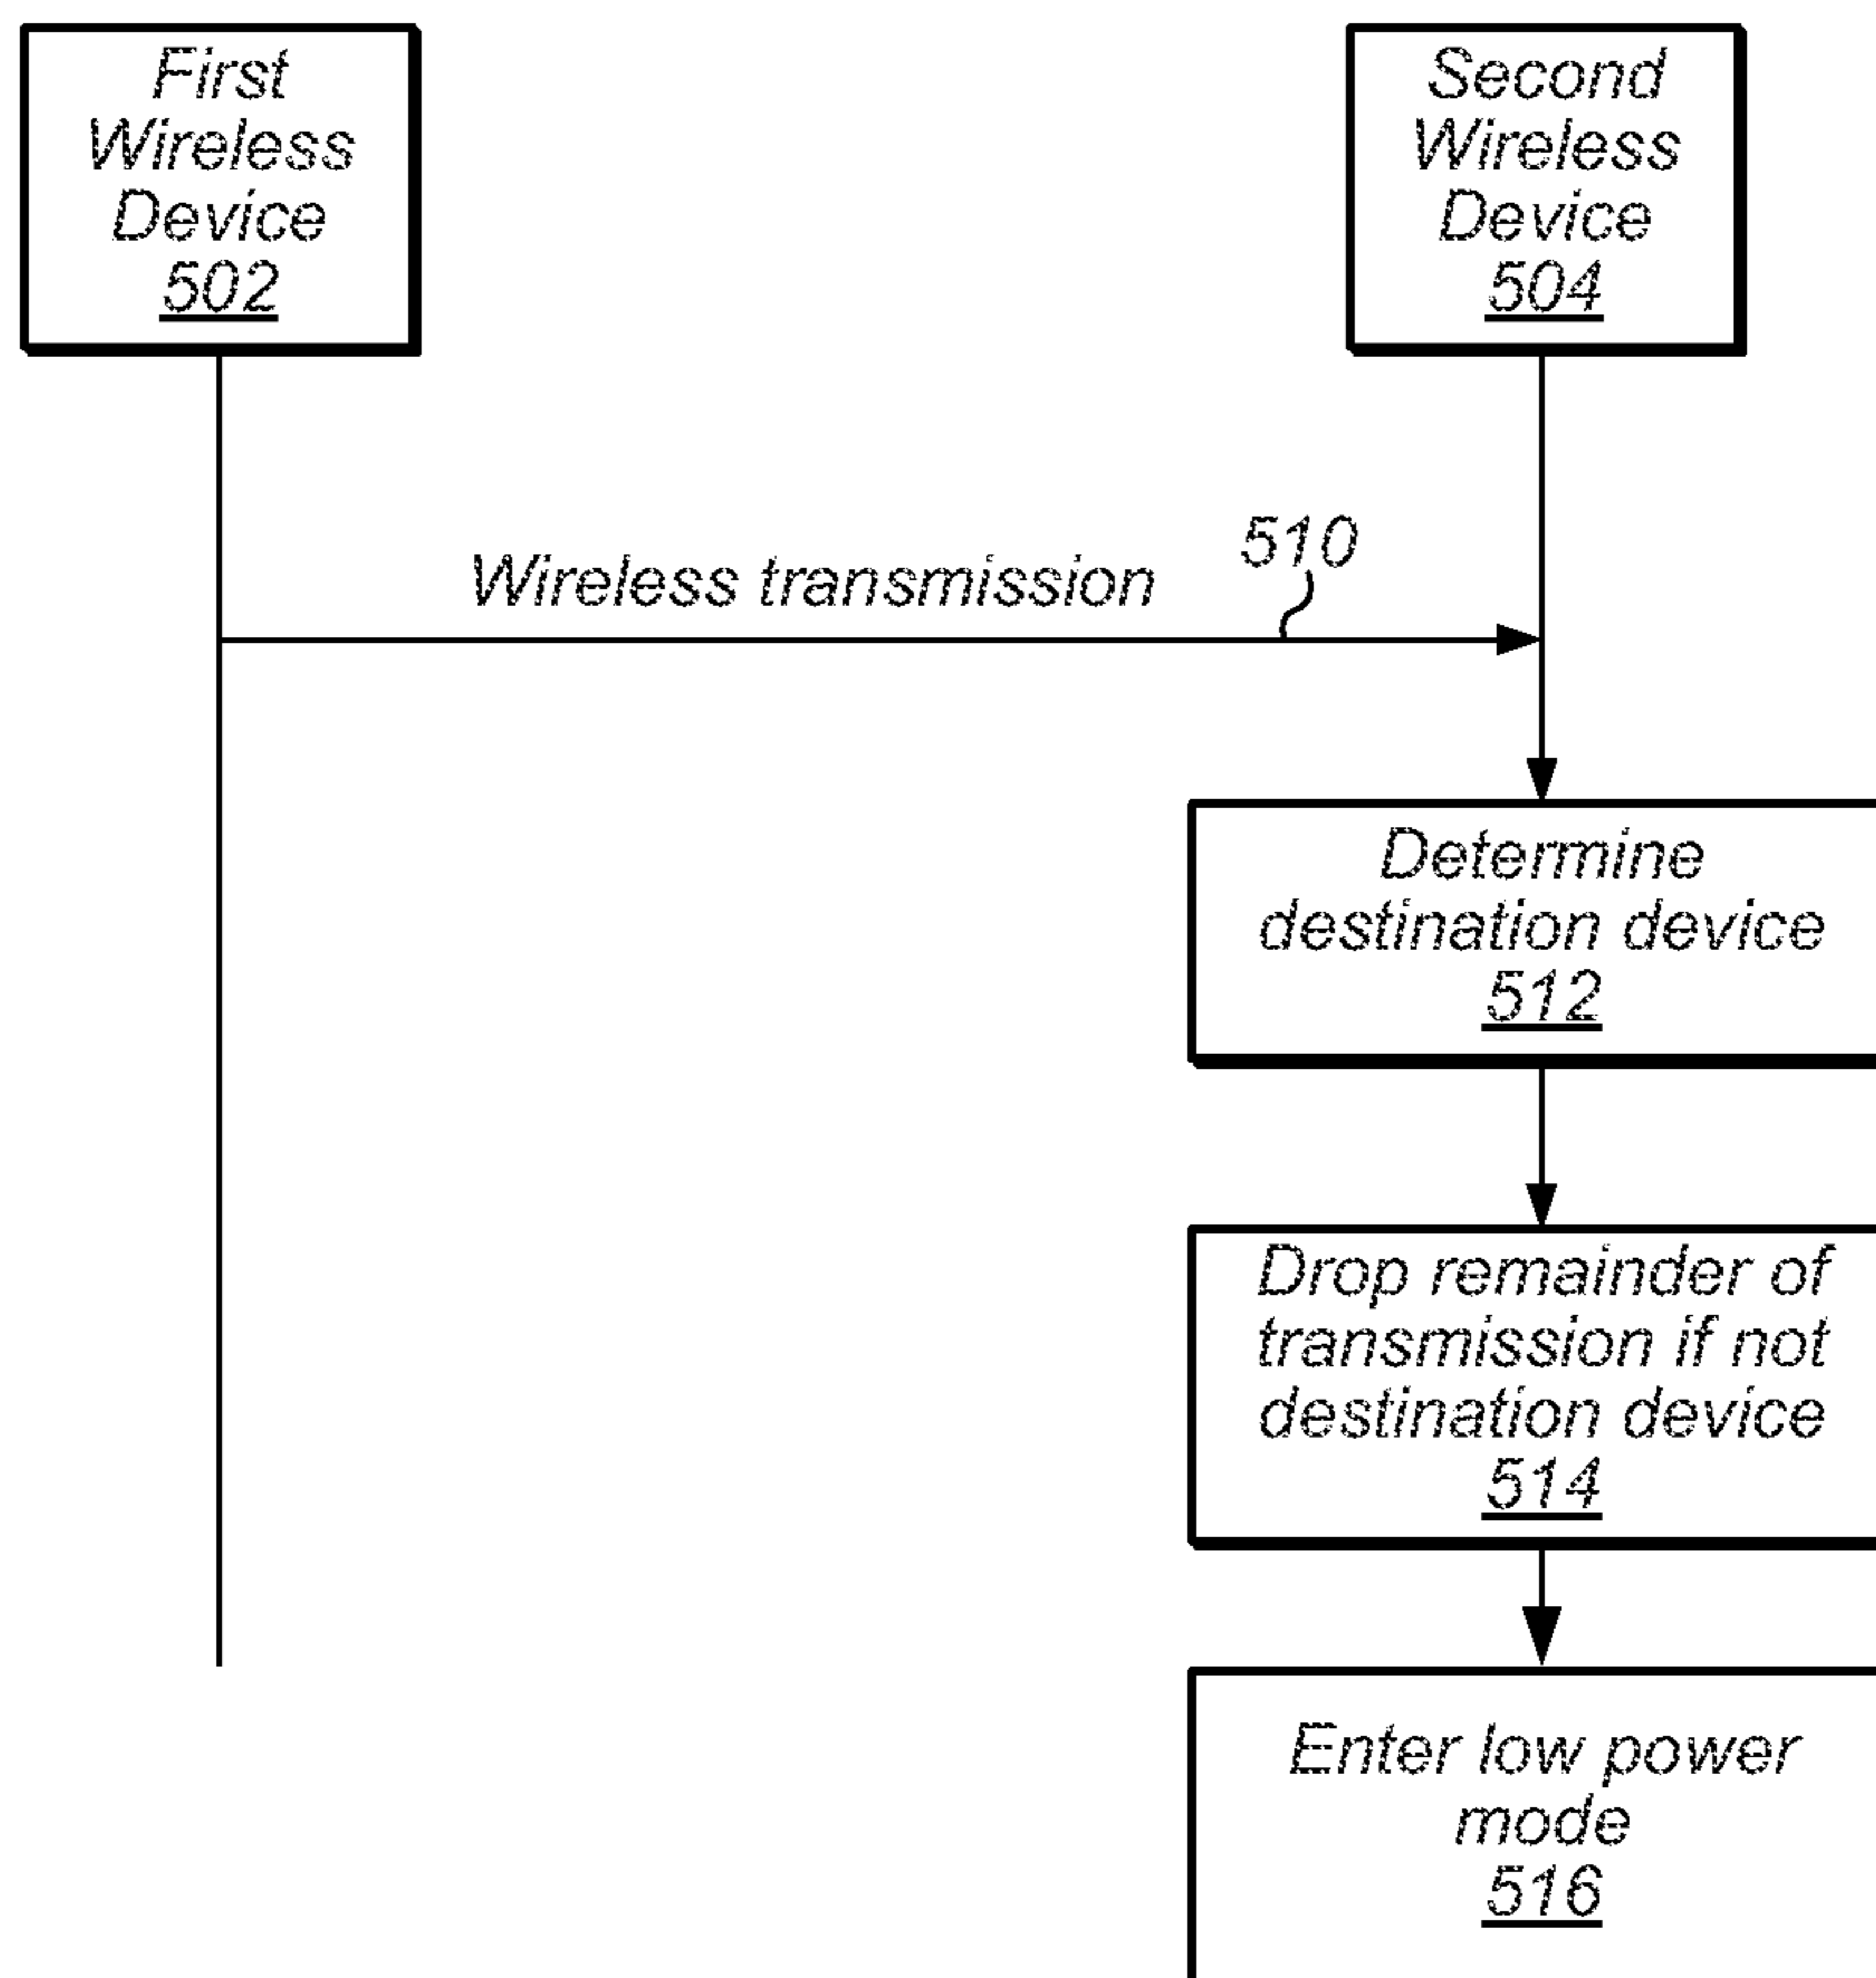 First
Wireless
Device
502
Second
Wireless
Device
504
Wireless transmission
510
Determine
destination device
512
Drop remainder of
transmission if not
destination device
514
Enter low power
mode
516